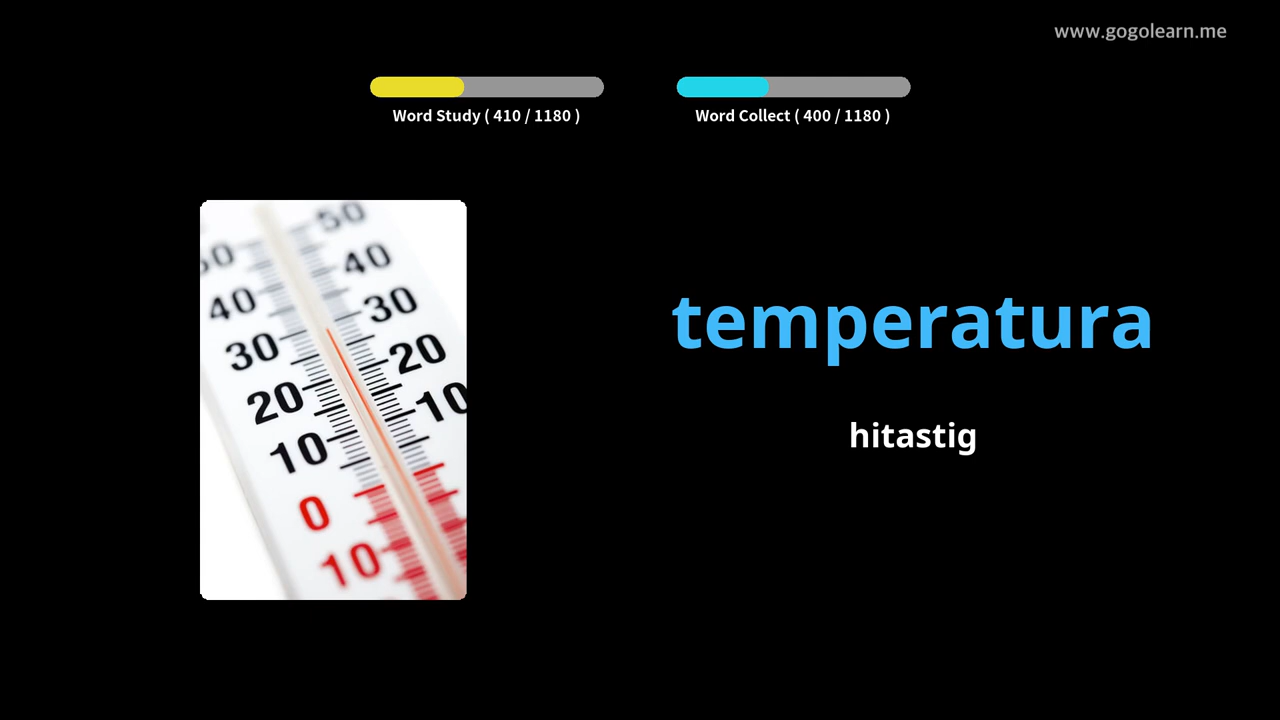 www.gogolearn.me
Word Study ( 410 / 1180 )
Word Collect ( 400 / 1180 )
temperatura
hitastig
50
50
40
40
30
30
20
20
10
10
0
10